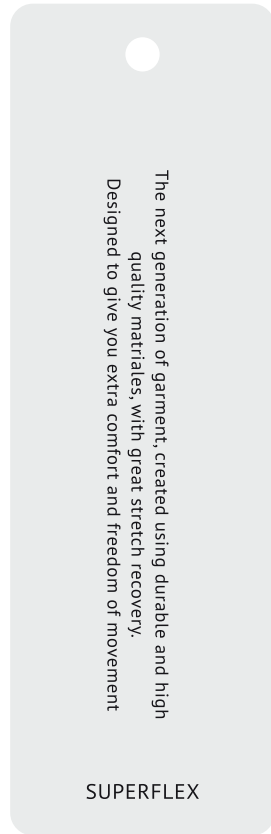 The next generation of garment, created using durable and high
quality matriales, with great stretch recovery.
Designed to give you extra comfort and freedom of movement
SUPERFLEX